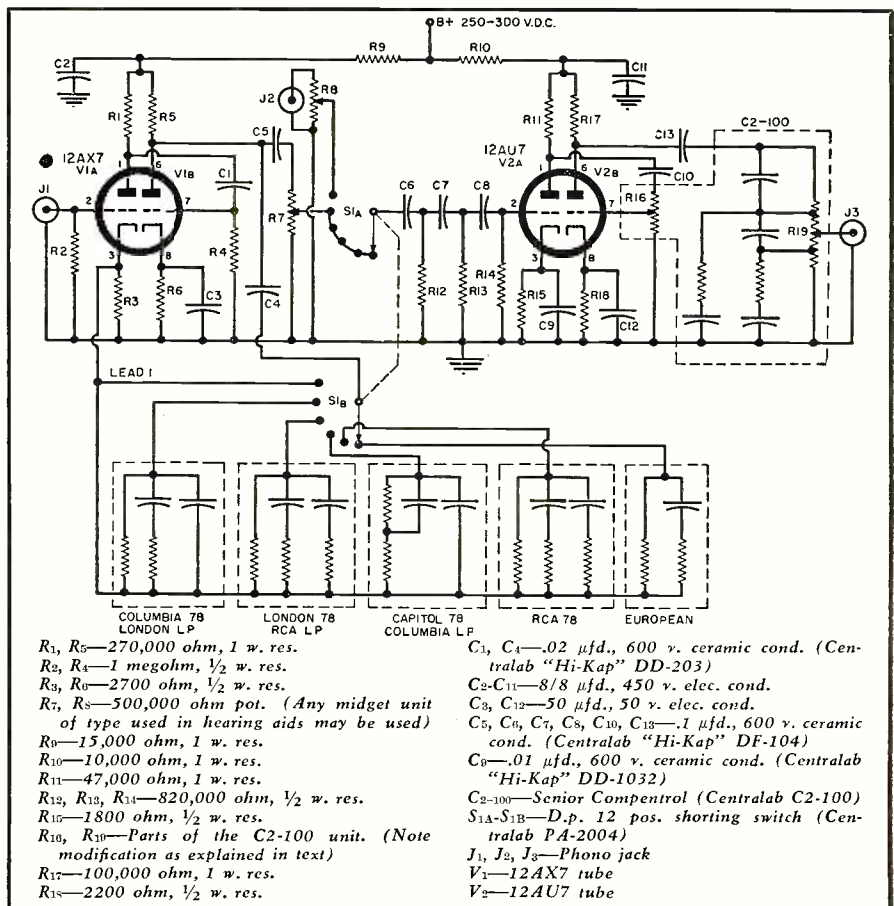 B+ 250-300 V.D.C.
C2
R9
R10
C11
R8
J2
R1
R5
C5
R11
R17
C13
C2-100
12AX7
V1A
V1B
12AU7
V2A
V2B
1
6
1
6
C1
C10
J1
2
7
R7
S1A
C6
C7
C8
2
7
R16
R19
J3
R2
R4
3
8
R3
R6
C3
C4
R12
R13
R14
3
8
R15
C9
R18
C12
LEAD 1
S1B
COLUMBIA 78
LONDON LP
LONDON 78
RCA LP
CAPITOL 78
COLUMBIA LP
RCA 78
EUROPEAN
R1, R5—270,000 ohm, 1 w. res.
R2, R4—1 megohm, 1/2 w. res.
R3, R6—2700 ohm, 1/2 w. res.
R7, R8—500,000 ohm pot. (Any midget unit
of type used in hearing aids may be used)
R9—15,000 ohm, 1 w. res.
R10—10,000 ohm, 1 w. res.
R11—47,000 ohm, 1 w. res.
R12, R13, R14—820,000 ohm, 1/2 w. res.
R15—1800 ohm, 1/2 w. res.
R16, R19—Parts of the C2-100 unit. (Note
modification as explained in text)
R17—100,000 ohm, 1 w. res.
R18—2200 ohm, 1/2 w. res.
C1, C4—.02 μfd., 600 v. ceramic cond. (Cen-
tralab "Hi-Kap" DD-203)
C2-C11—8/8 μfd., 450 v. elec. cond.
C3, C12—50 μfd., 50 v. elec. cond.
C5, C6, C7, C8, C10, C13—.1 μfd., 600 v. ceramic
cond. (Centralab "Hi-Kap" DF-104)
C9—.01 μfd., 600 v. ceramic cond. (Centralab
"Hi-Kap" DD-1032)
C2-100—Senior Compentrol (Centralab C2-100)
S1A-S1B—D.p. 12 pos. shorting switch (Cen-
tralab PA-2004)
J1, J2, J3—Phono jack
V1—12AX7 tube
V2—12AU7 tube